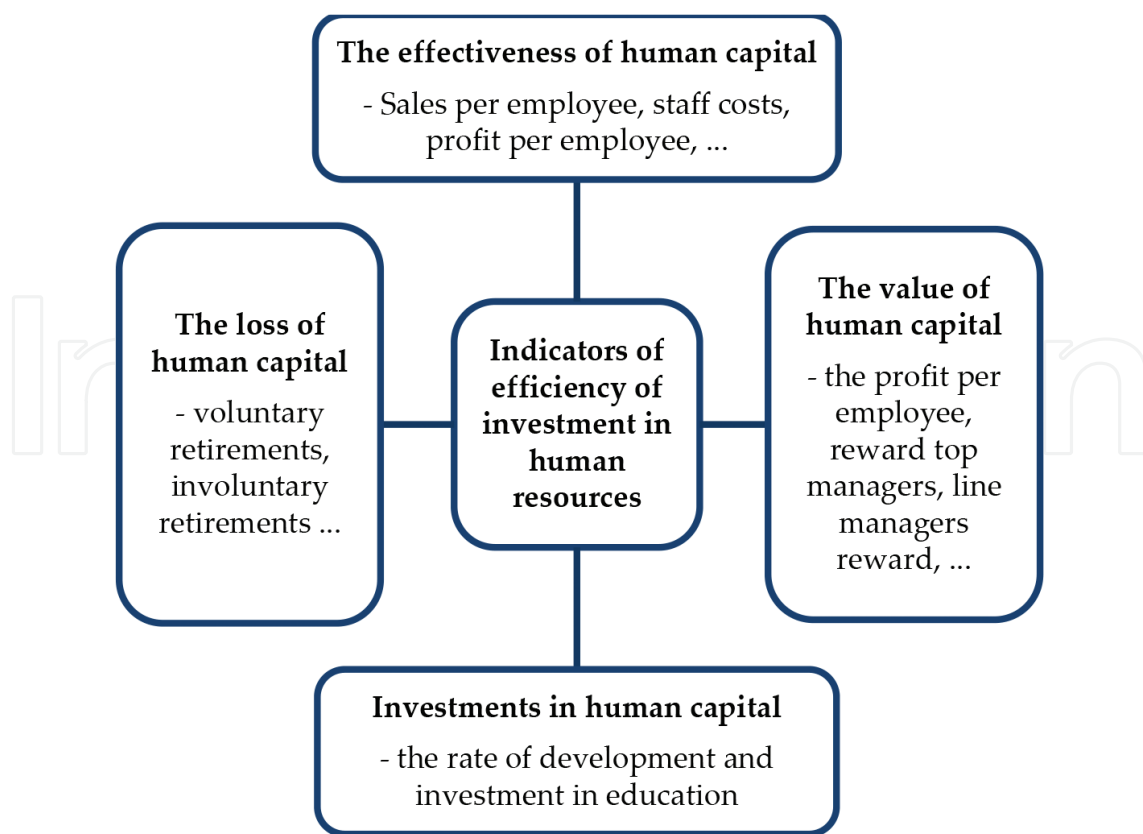 The effectiveness of human capital
- Sales per employee, staff costs,
profit per employee, ...
The loss of
human capital
- voluntary
retirements,
involuntary
retirements ...
Indicators of
efficiency of
investment in
human
resources
The value of
human capital
- the profit per
employee,
reward top
managers, line
managers
reward, ...
Investments in human capital
- the rate of development and
investment in education